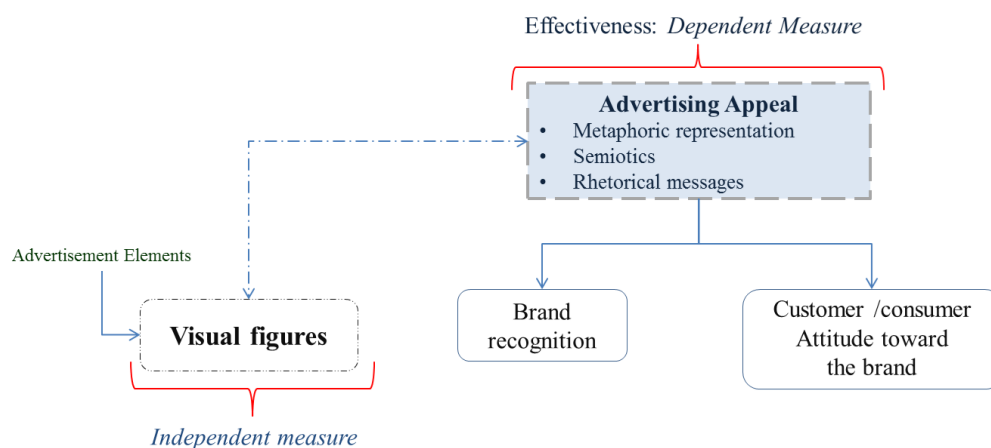 Effectiveness: Dependent Measure
Advertising Appeal
• Metaphoric representation
• Semiotics
• Rhetorical messages
Advertisement Elements
Visual figures
Brand
recognition
Customer /consumer
Attitude toward
the brand
Independent measure